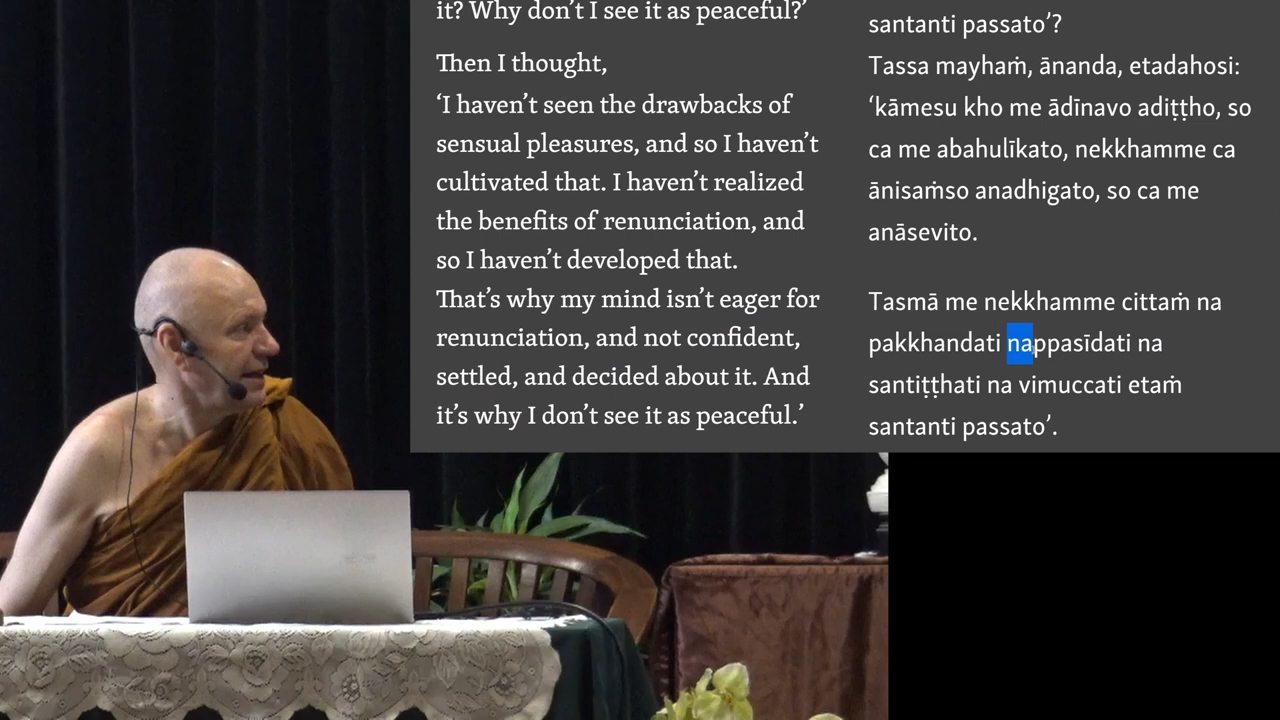 it? Why don't I see it as peaceful?’
Then I thought,
‘I haven’t seen the drawbacks of
sensual pleasures, and so I haven’t
cultivated that. I haven’t realized
the benefits of renunciation, and
so I haven’t developed that.
That’s why my mind isn’t eager for
renunciation, and not confident,
settled, and decided about it. And
it’s why I don’t see it as peaceful.’
santanti passato’?
Tassa mayhaṁ, ānanda, etadahosi:
‘kāmesu kho me ādīnavo adiṭṭho, so
ca me abahulīkato, nekkhamme ca
ānisaṁso anadhigato, so ca me
anāsevito.
Tasmā me nekkhamme cittaṁ na
pakkhandati nappasīdati na
santiṭṭhati na vimuccati etaṁ
santanti passato’.